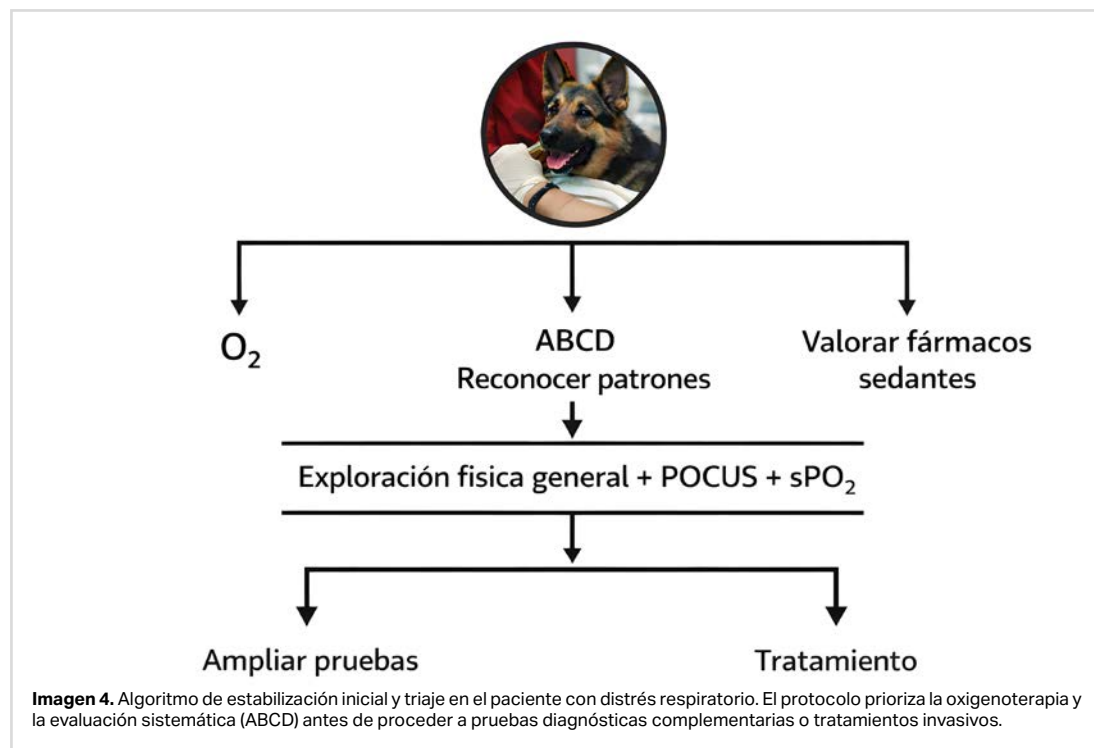 O₂
ABCD
Reconocer patrones
Valorar fármacos
sedantes
Exploración fisica general + POCUS + sPO₂
Ampliar pruebas
Tratamiento
Imagen 4. Algoritmo de estabilización inicial y triaje en el paciente con distrés respiratorio. El protocolo prioriza la oxigenoterapia y
la evaluación sistemática (ABCD) antes de proceder a pruebas diagnósticas complementarias o tratamientos invasivos.